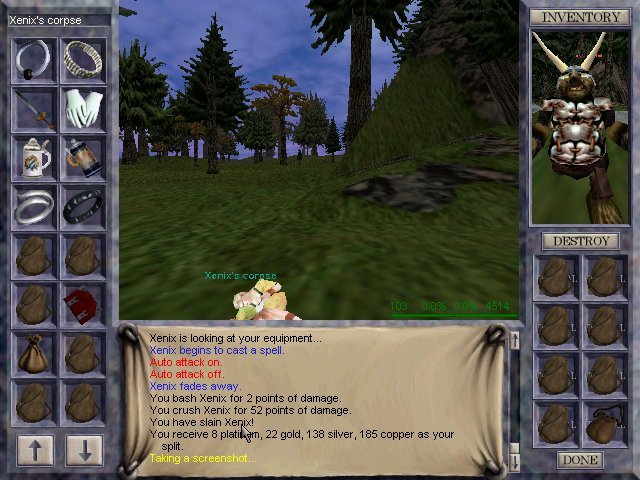 Xenix's corpse
INVENTORY
DESTROY
Xenix's corpse
103 0.0% 0.0% 4514
Xenix is looking at your equipment...
Xenix begins to cast a spell.
Auto attack on.
Auto attack off.
Xenix fades away.
You bash Xenix for 2 points of damage.
You crush Xenix for 52 points of damage.
You have slain Xenix!
You receive 8 platinum, 22 gold, 138 silver, 185 copper as your
split.
Taking a screenshot...
L
L
L
L
L
L
DONE